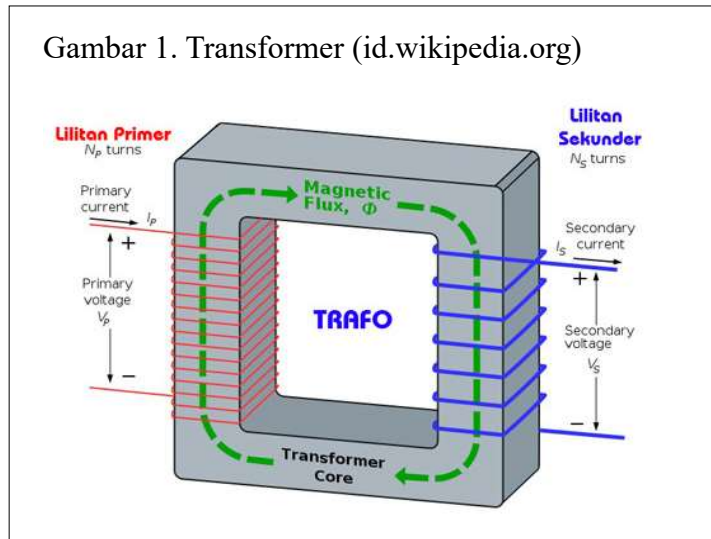 Gambar 1. Transformer (id.wikipedia.org)
Lilitan Primer
Nₚ turns
Primary
current
Iₚ
+
Primary
voltage
Vₚ
−
Magnetic
Flux, Φ
TRAFO
Transformer
Core
Lilitan
Sekunder
Nₛ turns
Secondary
current
Iₛ
+
Secondary
voltage
Vₛ
−